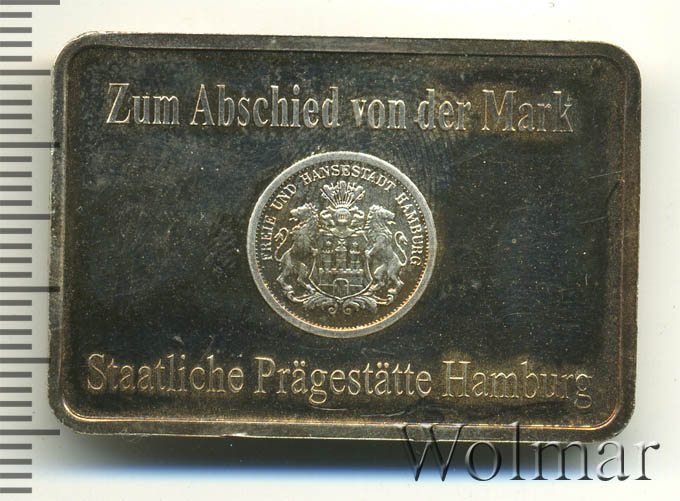 Zum Abschied von der Mark
FREIE UND HANSESTADT HAMBURG
Staatliche Prägestätte Hamburg
Wolmar